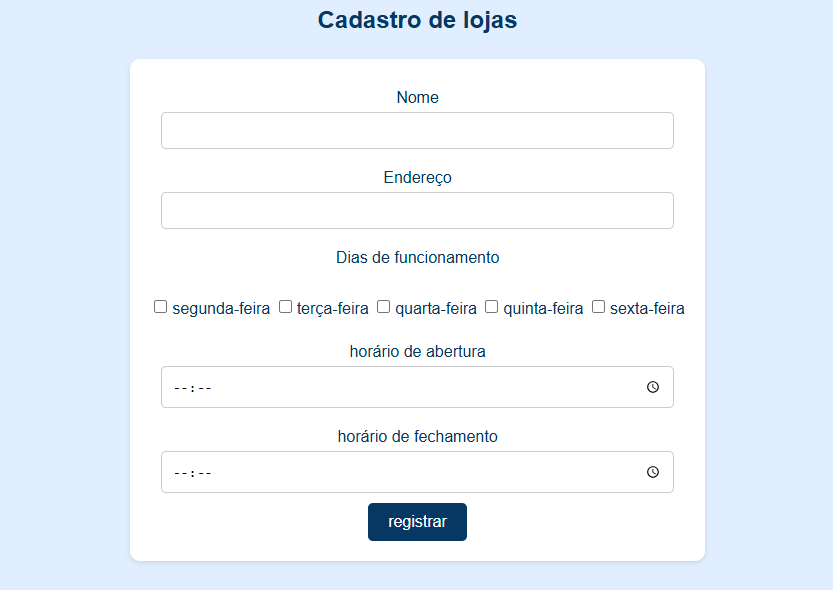 Cadastro de lojas
Nome
Endereço
Dias de funcionamento
segunda-feira terça-feira quarta-feira quinta-feira sexta-feira
horário de abertura
--:--
horário de fechamento
--:--
registrar